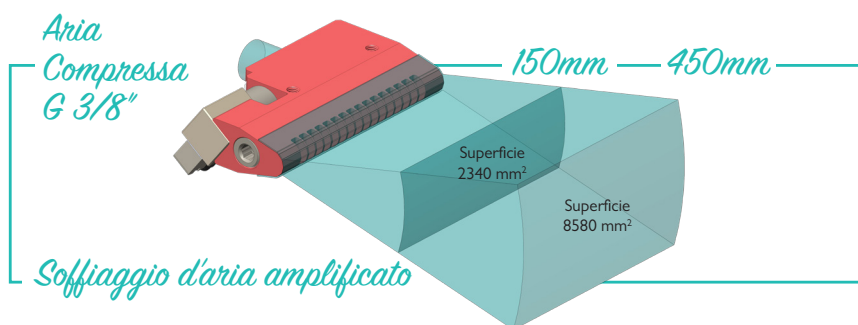 Aria
Compressa
G 3/8"
150mm
450mm
Superficie
2340 mm²
Superficie
8580 mm²
Soffiaggio d'aria amplificato